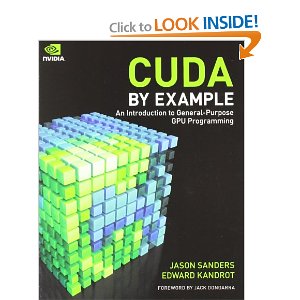 Click to LOOK INSIDE!
NVIDIA
CUDA
BY EXAMPLE
An Introduction to General-Purpose
GPU Programming
JASON SANDERS
EDWARD KANDROT
FOREWORD BY JACK DONGARRA